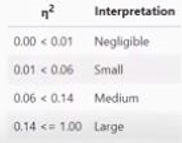 η² Interpretation
0.00 < 0.01 Negligible
0.01 < 0.06 Small
0.06 < 0.14 Medium
0.14 <= 1.00 Large